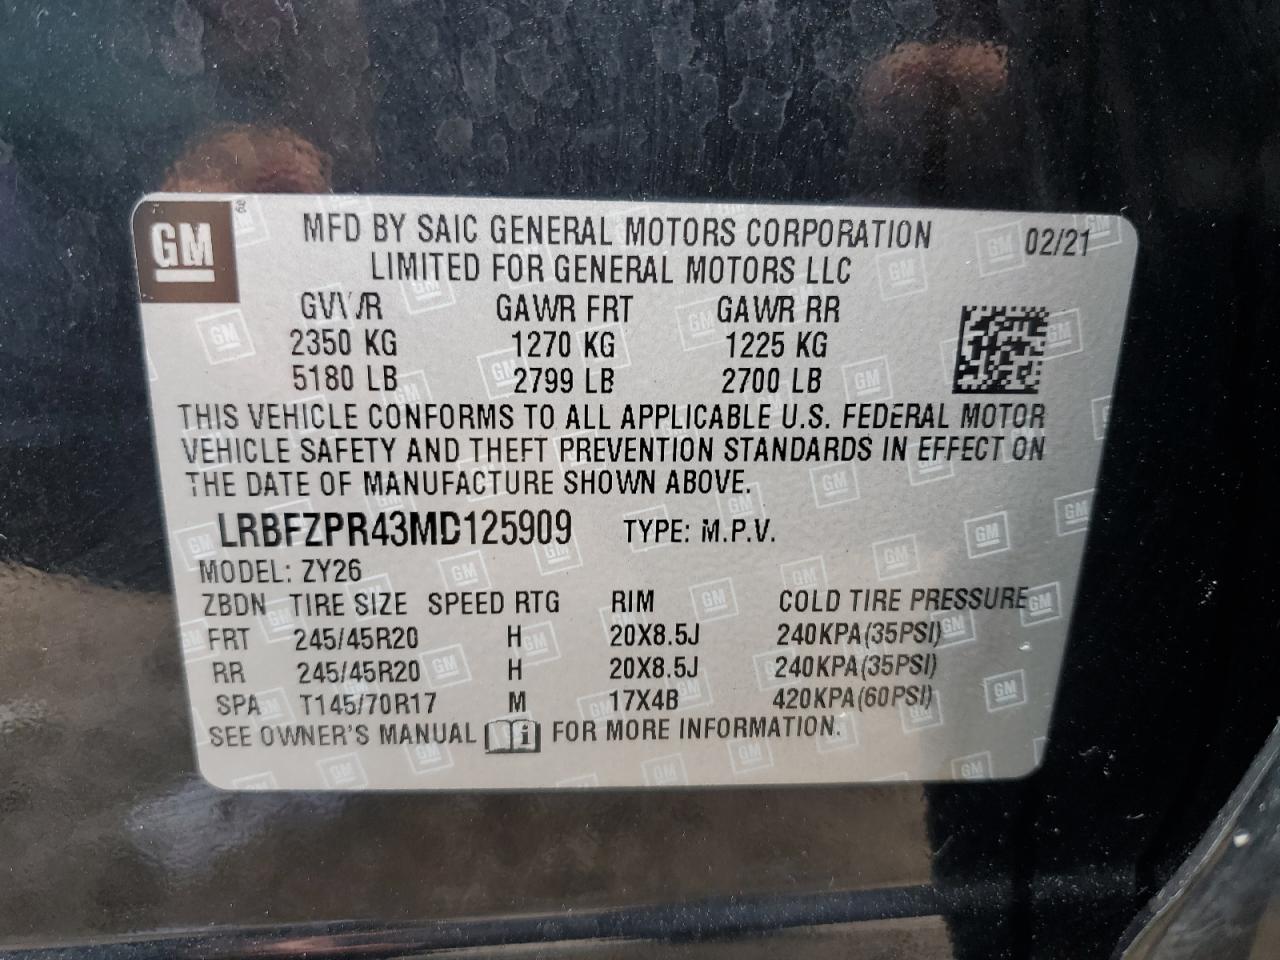 GM
MFD BY SAIC GENERAL MOTORS CORPORATION 02/21
LIMITED FOR GENERAL MOTORS LLC
GVWR GAWR FRT GAWR RR
2350 KG 1270 KG 1225 KG
5180 LB 2799 LB 2700 LB
THIS VEHICLE CONFORMS TO ALL APPLICABLE U.S. FEDERAL MOTOR
VEHICLE SAFETY AND THEFT PREVENTION STANDARDS IN EFFECT ON
THE DATE OF MANUFACTURE SHOWN ABOVE.
LRBFZPR43MD125909 TYPE: M.P.V.
MODEL: ZY26
ZBDN TIRE SIZE SPEED RTG RIM COLD TIRE PRESSURE
FRT 245/45R20 H 20X8.5J 240KPA(35PSI)
RR 245/45R20 H 20X8.5J 240KPA(35PSI)
SPA T145/70R17 M 17X4B 420KPA(60PSI)
SEE OWNER'S MANUAL i FOR MORE INFORMATION.